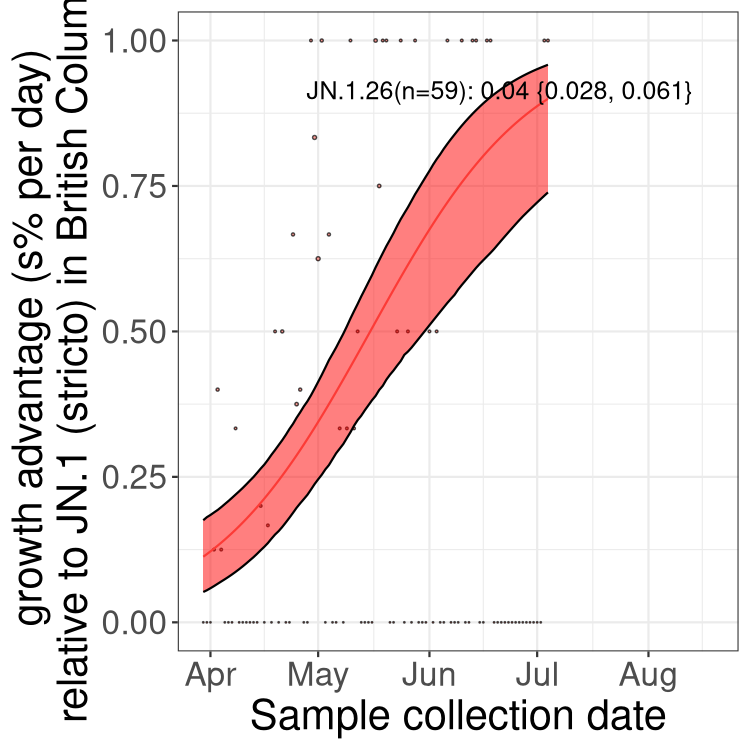 growth advantage (s% per day)
relative to JN.1 (stricto) in British Colum
1.00
0.75
0.50
0.25
0.00
JN.1.26(n=59): 0.04 {0.028, 0.061}
Apr May Jun Jul Aug
Sample collection date